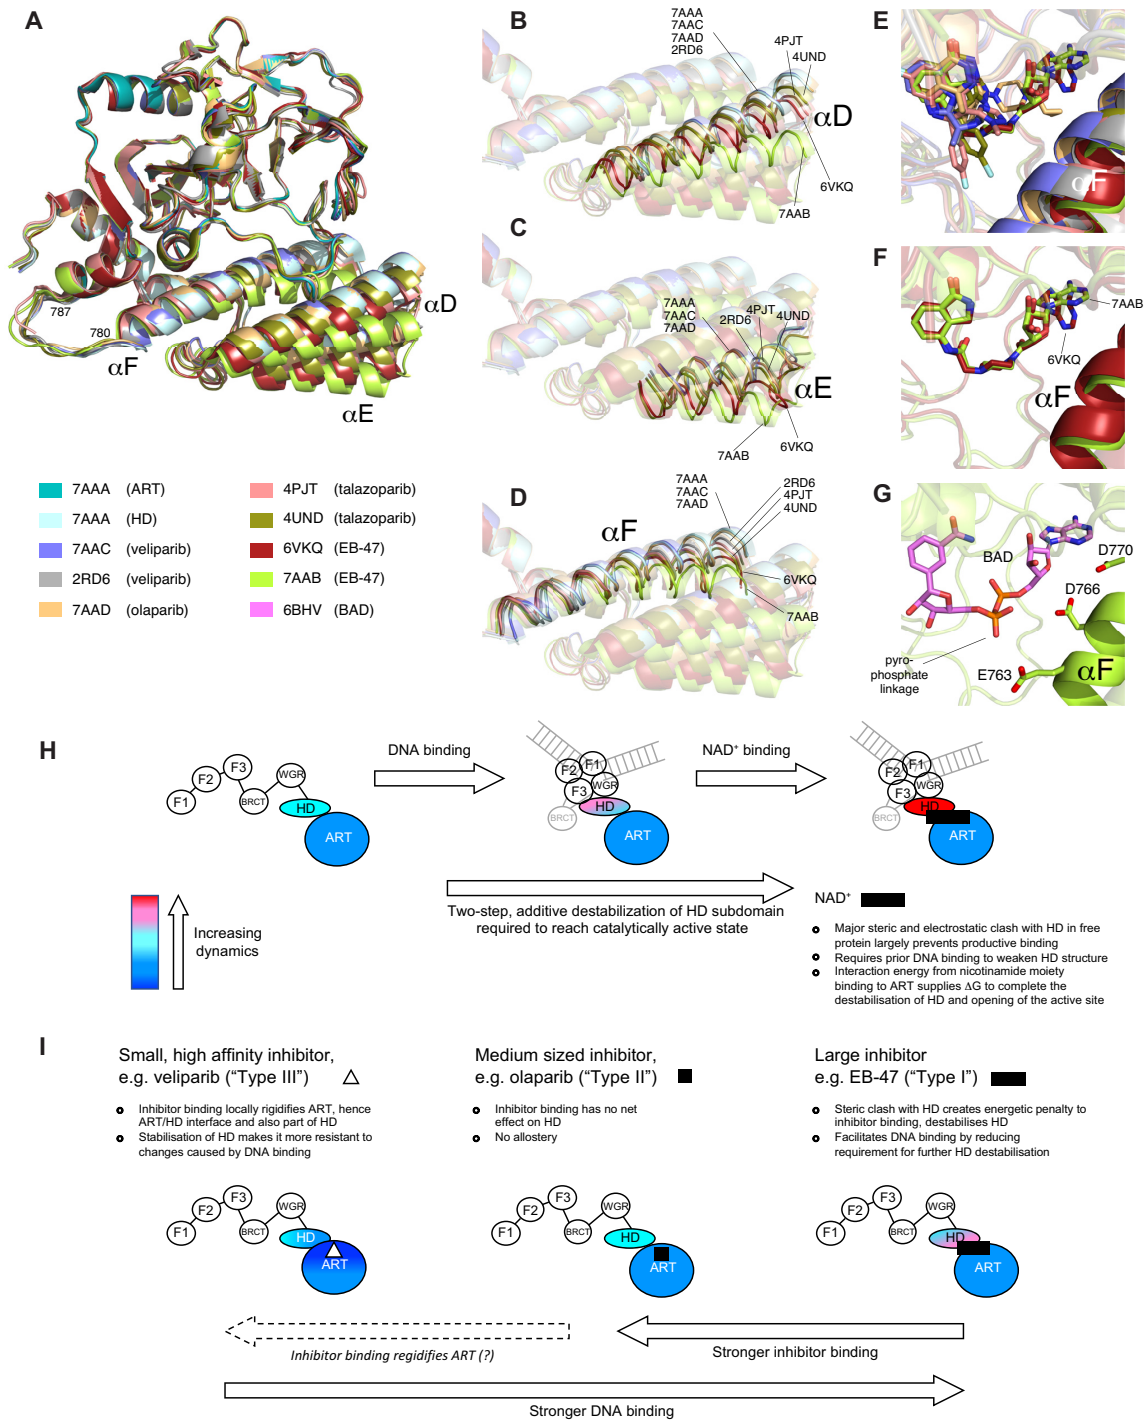 A
787
780
αF
αD
αE
7AAA (ART)
7AAA (HD)
7AAC (veliparib)
2RD6 (veliparib)
7AAD (olaparib)
4PJT (talazoparib)
4UND (talazoparib)
6VKQ (EB-47)
7AAB (EB-47)
6BHV (BAD)
B
7AAA
7AAC
7AAD
2RD6
4PJT
4UND
αD
6VKQ
7AAB
C
7AAA
7AAC
7AAD
2RD6
4PJT
4UND
αE
6VKQ
7AAB
D
7AAA
7AAC
7AAD
2RD6
4PJT
4UND
αF
6VKQ
7AAB
E
αF
F
7AAB
6VKQ
αF
G
BAD
D770
D766
pyro-
phosphate
linkage
E763
αF
H
F1
F2
F3
BRCT
WGR
HD
ART
DNA binding
F2
F1
WGR
F3
BRCT
HD
ART
NAD⁺ binding
F2
F1
WGR
F3
BRCT
HD
ART
Increasing
dynamics
Two-step, additive destabilization of HD subdomain
required to reach catalytically active state
NAD⁺
Major steric and electrostatic clash with HD in free
protein largely prevents productive binding
Requires prior DNA binding to weaken HD structure
Interaction energy from nicotinamide moiety
binding to ART supplies ΔG to complete the
destabilisation of HD and opening of the active site
I
Small, high affinity inhibitor,
e.g. veliparib (“Type III”)
Inhibitor binding locally rigidifies ART, hence
ART/HD interface and also part of HD
Stabilisation of HD makes it more resistant to
changes caused by DNA binding
Medium sized inhibitor,
e.g. olaparib (“Type II”)
Inhibitor binding has no net
effect on HD
No allostery
Large inhibitor
e.g. EB-47 (“Type I”)
Steric clash with HD creates energetic penalty to
inhibitor binding, destabilises HD
Facilitates DNA binding by reducing
requirement for further HD destabilisation
F1
F2
F3
BRCT
WGR
HD
ART
F1
F2
F3
BRCT
WGR
HD
ART
F1
F2
F3
BRCT
WGR
HD
ART
Inhibitor binding regidifies ART (?)
Stronger inhibitor binding
Stronger DNA binding